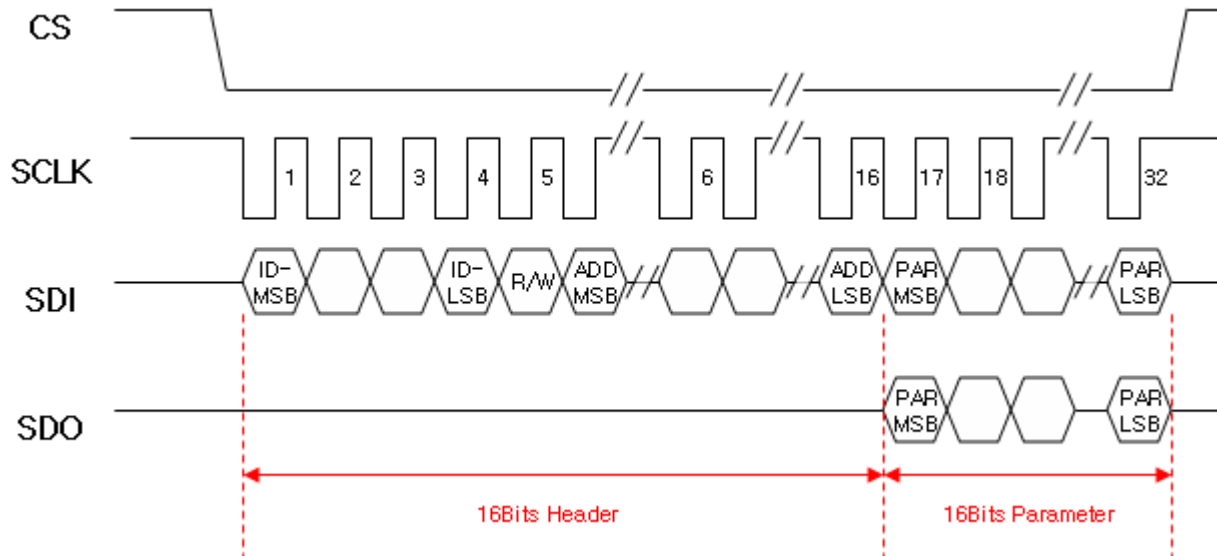 CS
SCLK
1 2 3 4 5 6 16 17 18 32
SDI
ID-
MSB
ID-
LSB
R/W
ADD
MSB
ADD
LSB
PAR
MSB
PAR
LSB
SDO
PAR
MSB
PAR
LSB
16Bits Header
16Bits Parameter